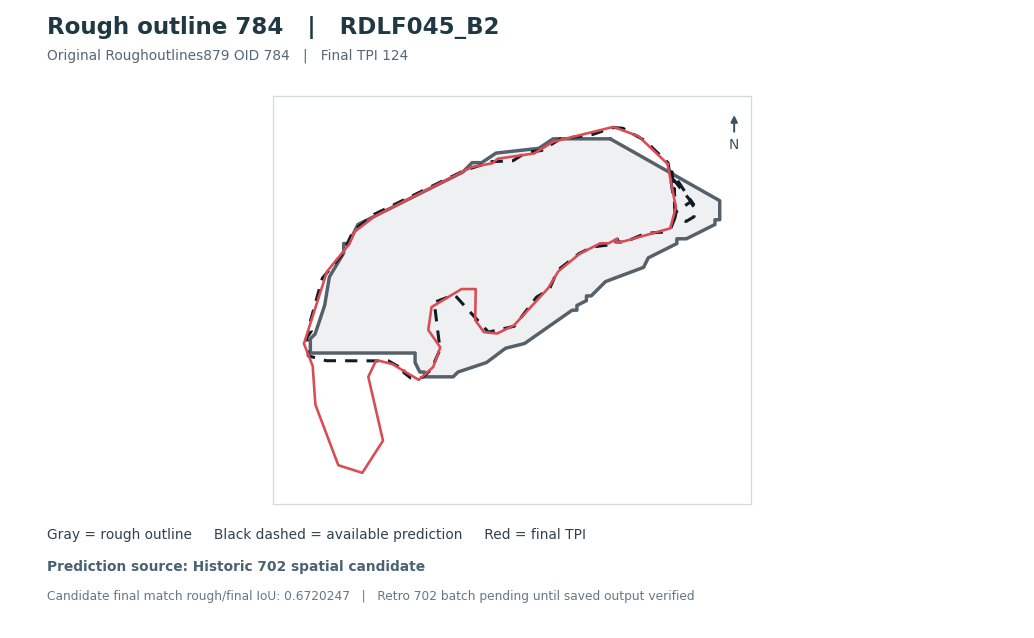 Rough outline 784   |   RDLF045_B2
Original Roughoutlines879 OID 784   |   Final TPI 124
N
Gray = rough outline     Black dashed = available prediction     Red = final TPI
Prediction source: Historic 702 spatial candidate
Candidate final match rough/final IoU: 0.6720247   |   Retro 702 batch pending until saved output verified